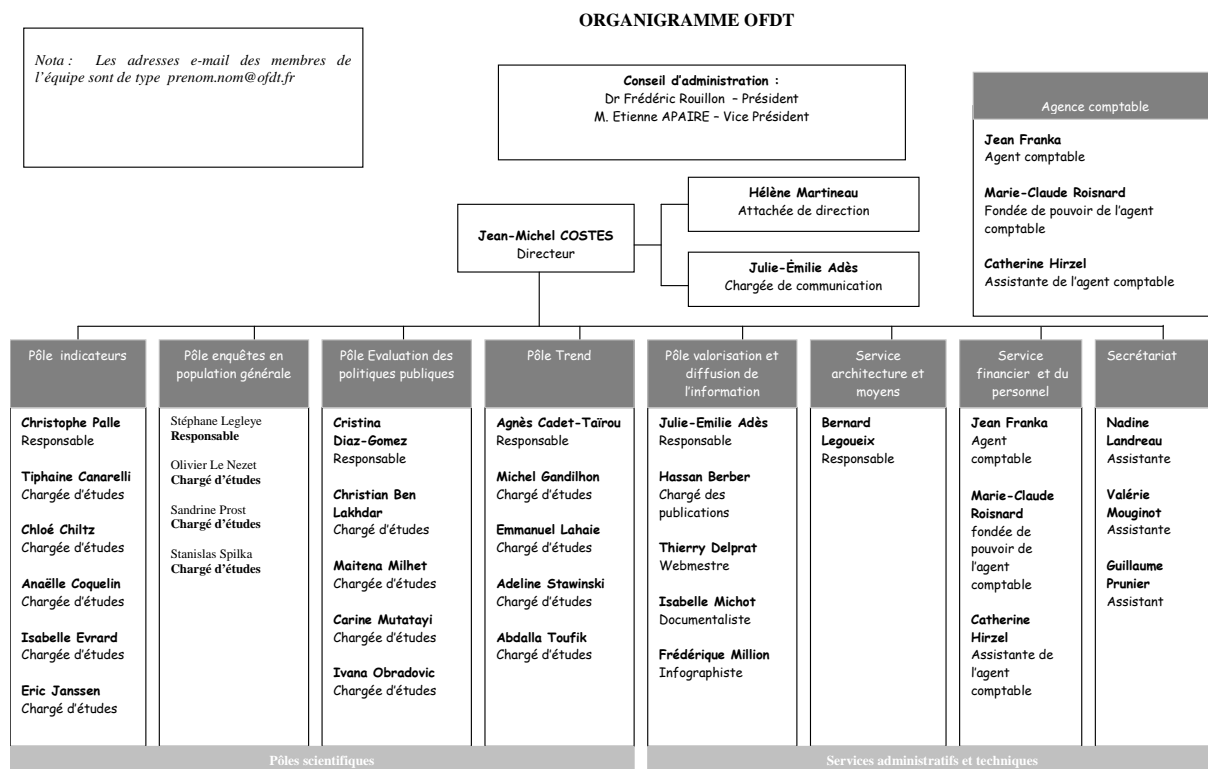 ORGANIGRAMME OFDT
Nota : Les adresses e-mail des membres de
l'équipe sont de type prenom.nom@ofdt.fr
Conseil d'administration :
Dr Frédéric Rouillon – Président
M. Etienne APAIRE – Vice Président
Agence comptable
Jean Franka
Agent comptable
Marie-Claude Roisnard
Fondée de pouvoir de l'agent
comptable
Catherine Hirzel
Assistante de l'agent comptable
Hélène Martineau
Attachée de direction
Jean-Michel COSTES
Directeur
Julie-Émilie Adès
Chargée de communication
Pôle indicateurs
Christophe Palle
Responsable
Tiphaine Canarelli
Chargée d'études
Chloé Chiltz
Chargée d'études
Anaëlle Coquelin
Chargée d'études
Isabelle Evrard
Chargée d'études
Eric Janssen
Chargé d'études
Pôle enquêtes en
population générale
Stéphane Legleye
Responsable
Olivier Le Nezet
Chargé d'études
Sandrine Prost
Chargé d'études
Stanislas Spilka
Chargé d'études
Pôle Evaluation des
politiques publiques
Cristina
Diaz-Gomez
Responsable
Christian Ben
Lakhdar
Chargé d'études
Maitena Milhet
Chargée d'études
Carine Mutatayi
Chargée d'études
Ivana Obradovic
Chargée d'études
Pôle Trend
Agnès Cadet-Taïrou
Responsable
Michel Gandilhon
Chargé d'études
Emmanuel Lahaie
Chargé d'études
Adeline Stawinski
Chargé d'études
Abdalla Toufik
Chargé d'études
Pôle valorisation et
diffusion de
l'information
Julie-Emilie Adès
Responsable
Hassan Berber
Chargé des
publications
Thierry Delprat
Webmestre
Isabelle Michot
Documentaliste
Frédérique Million
Infographiste
Service
architecture et
moyens
Bernard
Legoueix
Responsable
Service
financier et du
personnel
Jean Franka
Agent
comptable
Marie-Claude
Roisnard
fondée de
pouvoir de
l'agent
comptable
Catherine
Hirzel
Assistante de
l'agent
comptable
Secrétariat
Nadine
Landreau
Assistante
Valérie
Mouginot
Assistante
Guillaume
Prunier
Assistant
Pôles scientifiques
Services administratifs et techniques